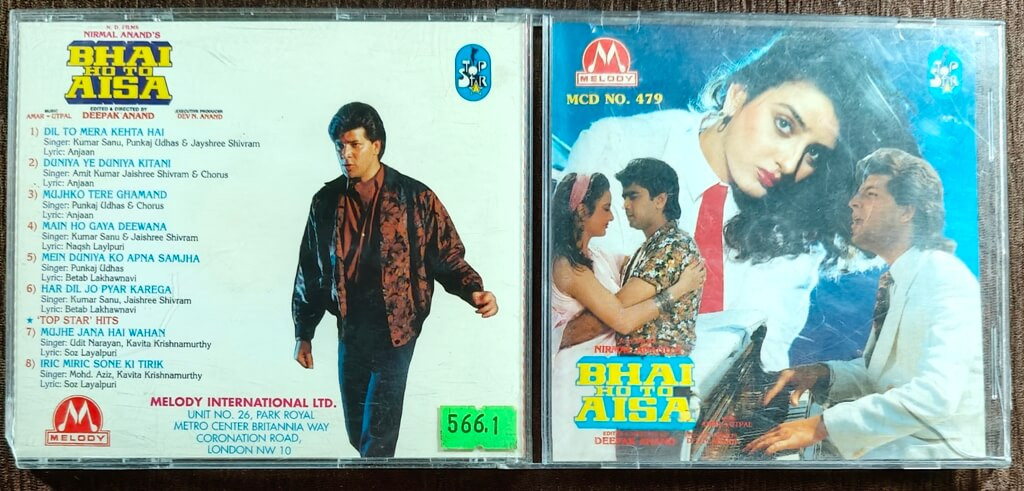 N. D. FILMS
NIRMAL ANAND'S
BHAI
HO TO
AISA
MUSIC
AMAR - UTPAL
EDITED & DIRECTED BY
DEEPAK ANAND
EXECUTIVE PRODUCER
DEV N. ANAND
TOP
STAR
1) DIL TO MERA KEHTA HAI
Singer: Kumar Sanu, Punkaj Udhas & Jayshree Shivram
Lyric: Anjaan
2) DUNIYA YE DUNIYA KITANI
Singer: Amit Kumar Jaishree Shivram & Chorus
Lyric: Anjaan
3) MUJHKO TERE GHAMAND
Singer: Punkaj Udhas & Chorus
Lyric: Anjaan
4) MAIN HO GAYA DEEWANA
Singer: Kumar Sanu & Jaishree Shivram
Lyric: Naqsh Laylpuri
5) MEIN DUNIYA KO APNA SAMJHA
Singer: Punkaj Udhas
Lyric: Betab Lakhawnavi
6) HAR DIL JO PYAR KAREGA
Singer: Kumar Sanu, Jaishree Shivram
Lyric: Betab Lakhawnavi
★ 'TOP STAR' HITS
7) MUJHE JANA HAI WAHAN
Singer: Udit Narayan, Kavita Krishnamurthy
Lyric: Soz Layalpuri
8) IRIC MIRIC SONE KI TIRIK
Singer: Mohd. Aziz, Kavita Krishnamurthy
Lyric: Soz Layalpuri
MELODY
MELODY INTERNATIONAL LTD.
UNIT NO. 26, PARK ROYAL
METRO CENTER BRITANNIA WAY
CORONATION ROAD,
LONDON NW 10
566.1
MELODY
MCD NO. 479
TOP
STAR
NIRMAL ANAND'S
BHAI
HO TO
AISA
AMAR - UTPAL
DEEPAK ANAND